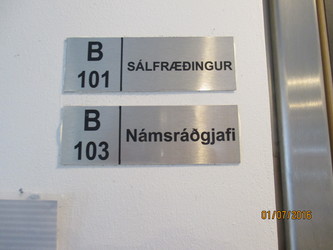 B
101
SÁLFRÆÐINGUR
B
103
Námsráðgjafi
01/07/2016